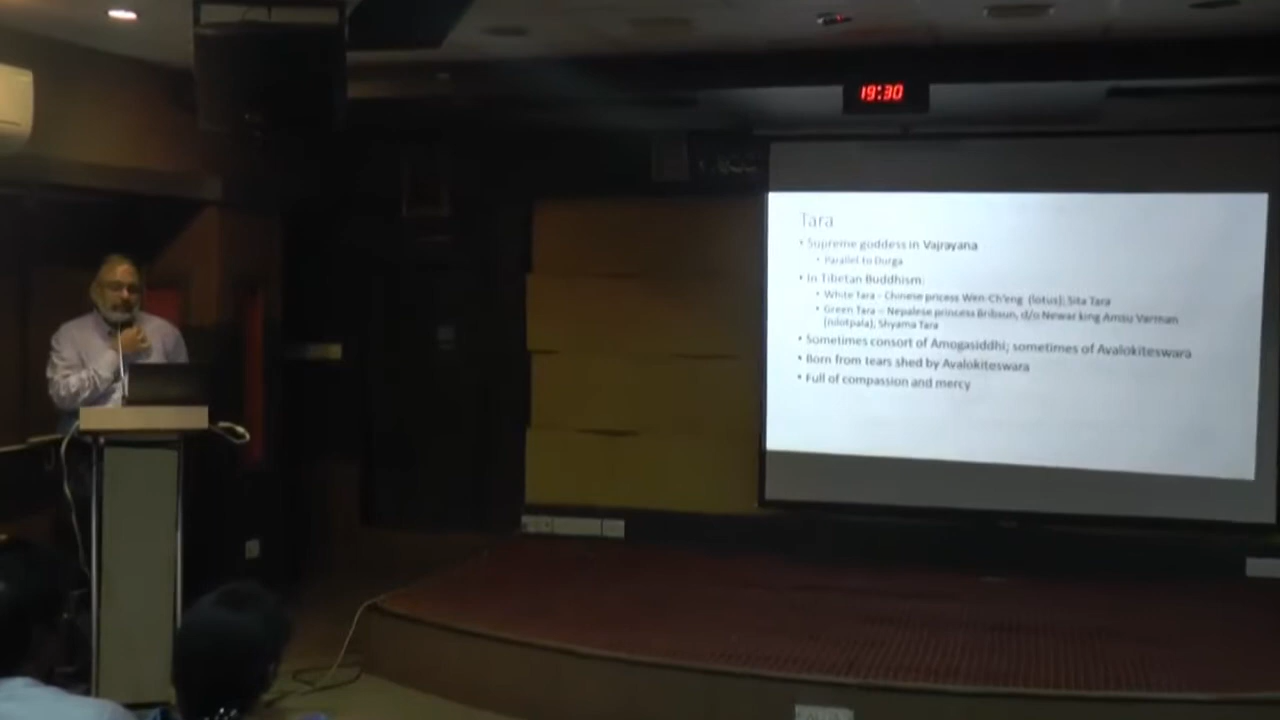 19:30
Tara
• Supreme goddess in Vajrayana
• Parallel to Durga
• In Tibetan Buddhism:
• White Tara – Chinese pricess Wen-Ch'eng (lotus); Sita Tara
• Green Tara – Nepalese princess Bribsun, d/o Newar king Amsu Varman
(nilotpala); Shyama Tara
• Sometimes consort of Amogasiddhi; sometimes of Avalokiteswara
• Born from tears shed by Avalokiteswara
• Full of compassion and mercy